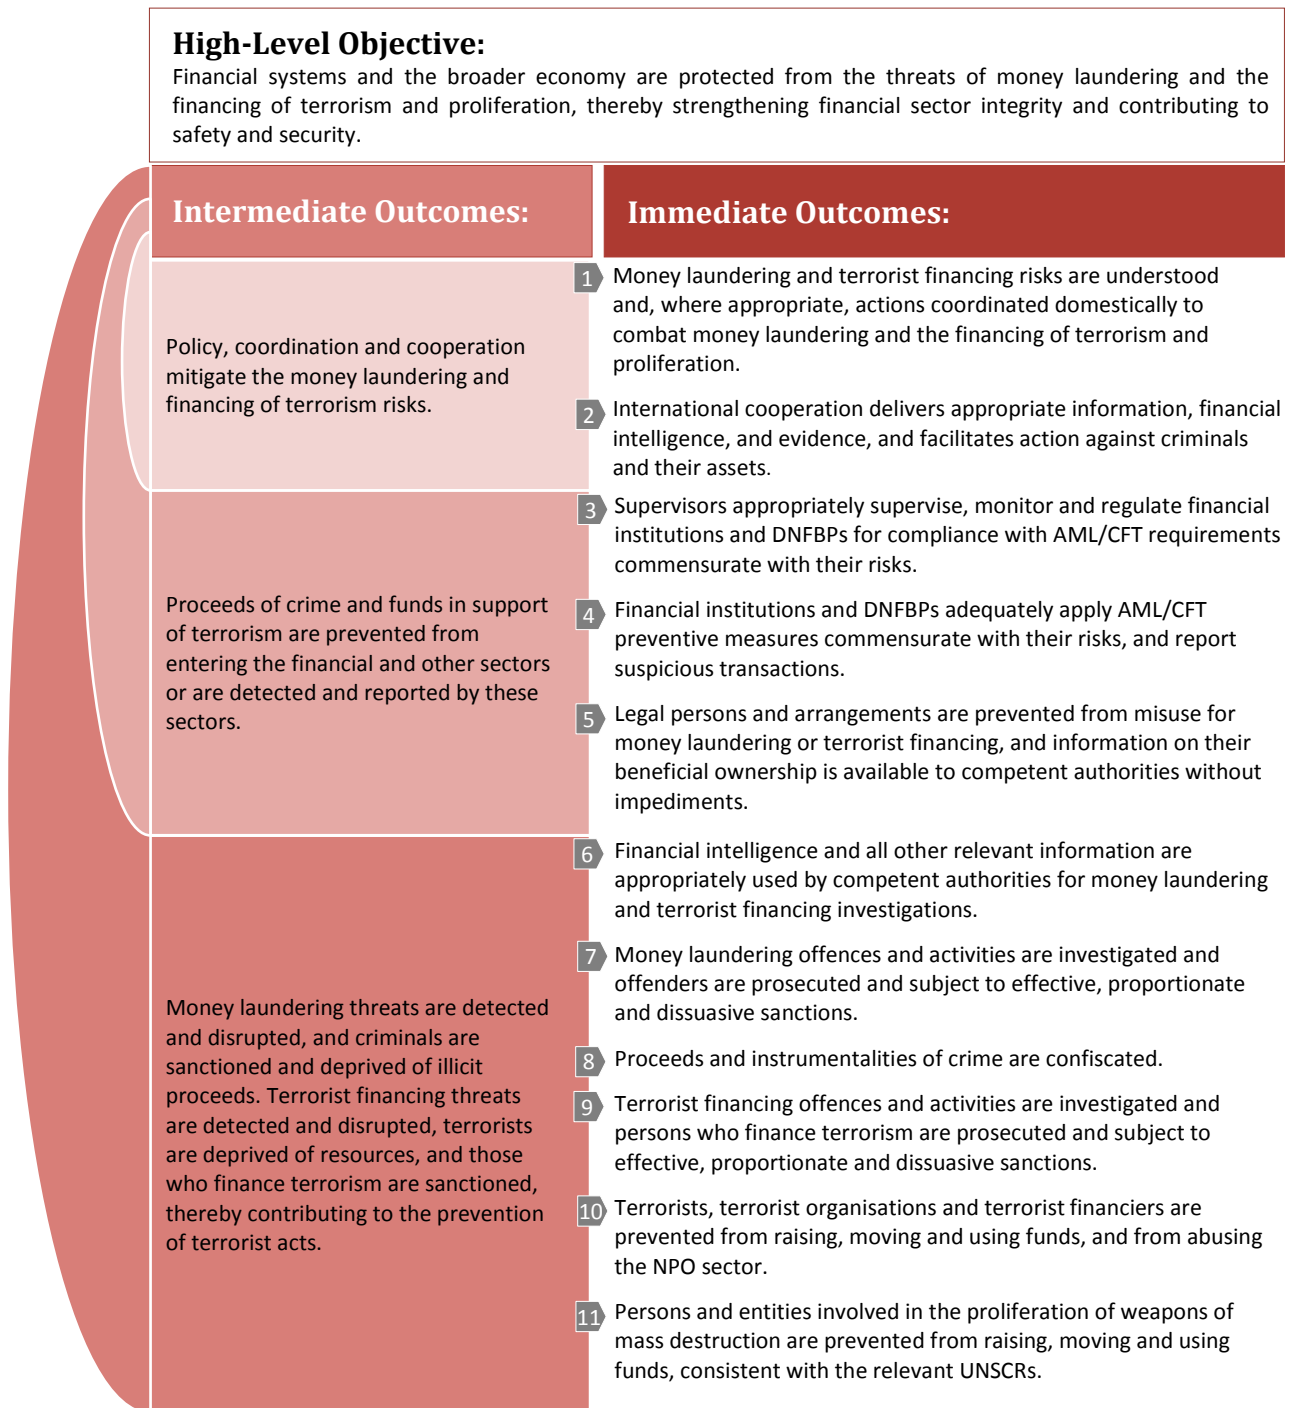 High-Level Objective:
Financial systems and the broader economy are protected from the threats of money laundering and the
financing of terrorism and proliferation, thereby strengthening financial sector integrity and contributing to
safety and security.
Intermediate Outcomes:
Immediate Outcomes:
Policy, coordination and cooperation
mitigate the money laundering and
financing of terrorism risks.
1 Money laundering and terrorist financing risks are understood
and, where appropriate, actions coordinated domestically to
combat money laundering and the financing of terrorism and
proliferation.
2 International cooperation delivers appropriate information, financial
intelligence, and evidence, and facilitates action against criminals
and their assets.
Proceeds of crime and funds in support
of terrorism are prevented from
entering the financial and other sectors
or are detected and reported by these
sectors.
3 Supervisors appropriately supervise, monitor and regulate financial
institutions and DNFBPs for compliance with AML/CFT requirements
commensurate with their risks.
4 Financial institutions and DNFBPs adequately apply AML/CFT
preventive measures commensurate with their risks, and report
suspicious transactions.
5 Legal persons and arrangements are prevented from misuse for
money laundering or terrorist financing, and information on their
beneficial ownership is available to competent authorities without
impediments.
Money laundering threats are detected
and disrupted, and criminals are
sanctioned and deprived of illicit
proceeds. Terrorist financing threats
are detected and disrupted, terrorists
are deprived of resources, and those
who finance terrorism are sanctioned,
thereby contributing to the prevention
of terrorist acts.
6 Financial intelligence and all other relevant information are
appropriately used by competent authorities for money laundering
and terrorist financing investigations.
7 Money laundering offences and activities are investigated and
offenders are prosecuted and subject to effective, proportionate
and dissuasive sanctions.
8 Proceeds and instrumentalities of crime are confiscated.
9 Terrorist financing offences and activities are investigated and
persons who finance terrorism are prosecuted and subject to
effective, proportionate and dissuasive sanctions.
10 Terrorists, terrorist organisations and terrorist financiers are
prevented from raising, moving and using funds, and from abusing
the NPO sector.
11 Persons and entities involved in the proliferation of weapons of
mass destruction are prevented from raising, moving and using
funds, consistent with the relevant UNSCRs.